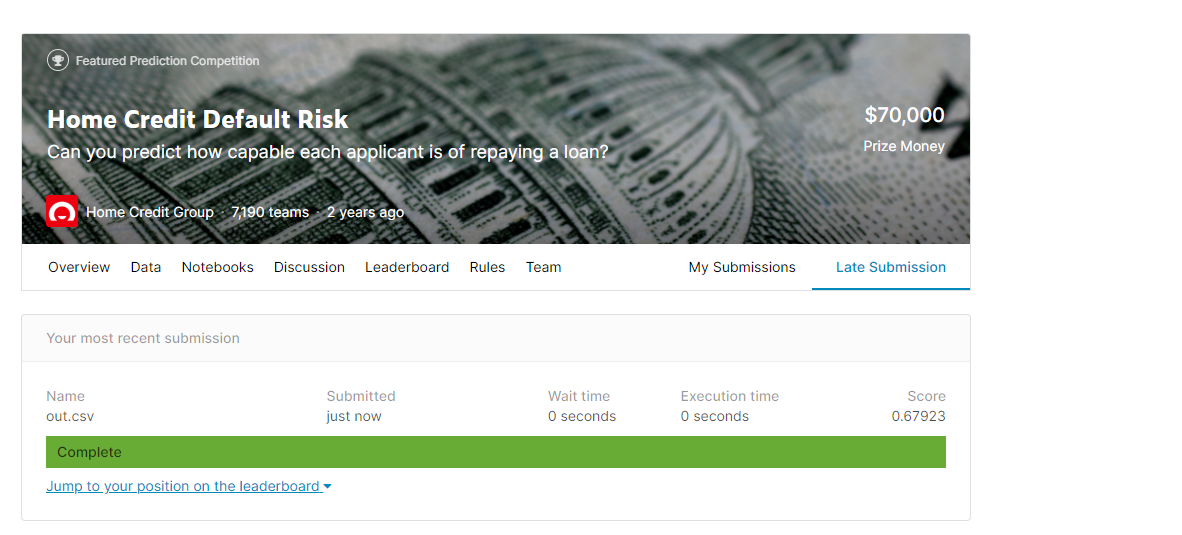 Featured Prediction Competition
Home Credit Default Risk
Can you predict how capable each applicant is of repaying a loan?
$70,000
Prize Money
Home Credit Group · 7,190 teams · 2 years ago
Overview Data Notebooks Discussion Leaderboard Rules Team My Submissions Late Submission
Your most recent submission
Name Submitted Wait time Execution time Score
out.csv just now 0 seconds 0 seconds 0.67923
Complete
Jump to your position on the leaderboard